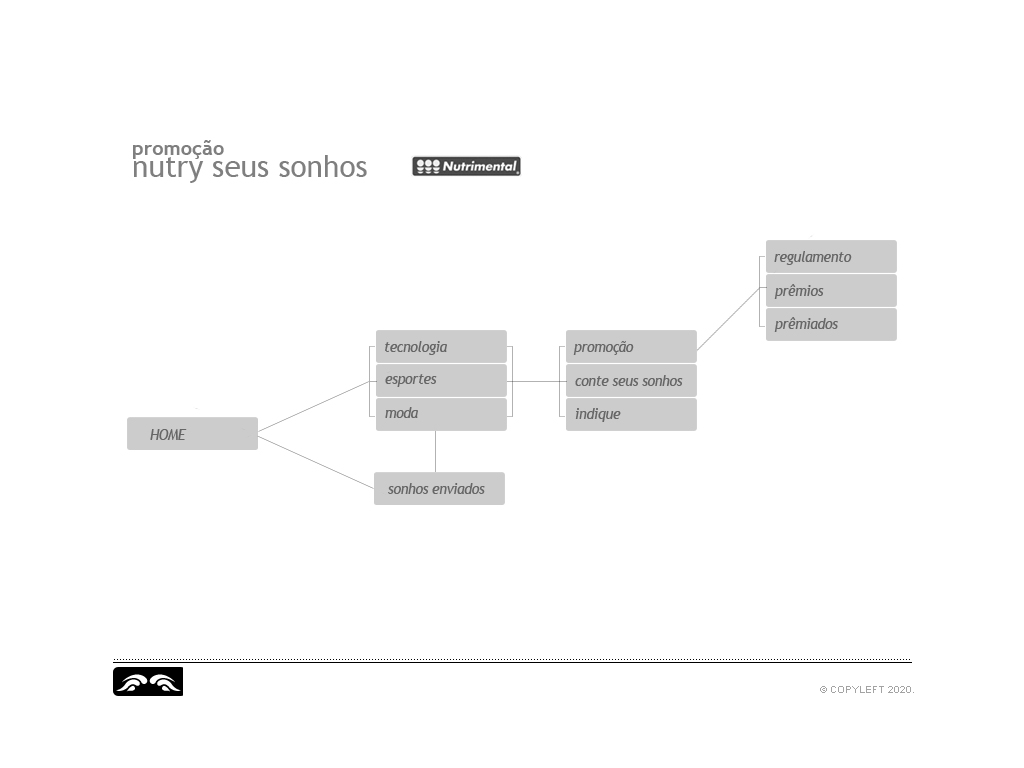 promoção
nutry seus sonhos
Nutrimental
regulamento
prêmios
prêmiados
tecnologia
esportes
moda
promoção
conte seus sonhos
indique
HOME
sonhos enviados
© COPYLEFT 2020.